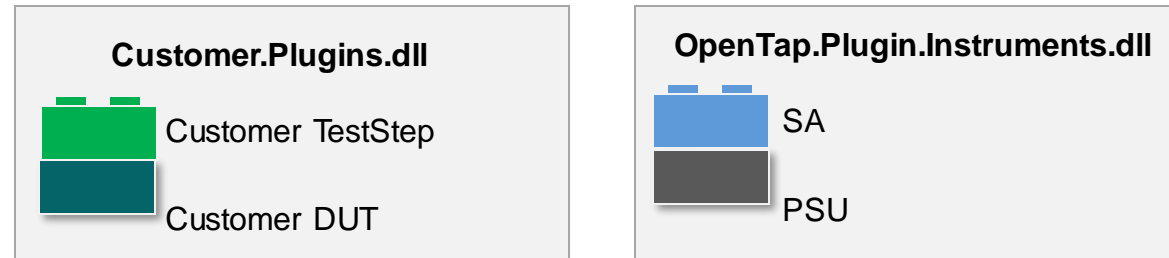 Customer.Plugins.dll
Customer TestStep
Customer DUT
OpenTap.Plugin.Instruments.dll
SA
PSU